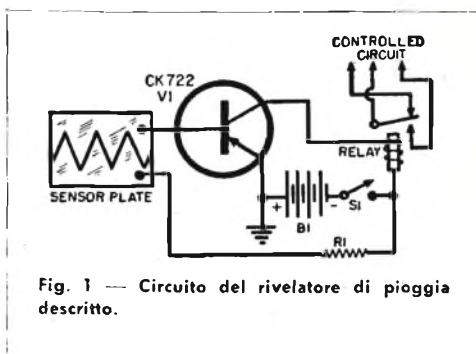 CONTROLLED
CIRCUIT
CK722
V1
RELAY
SENSOR PLATE
+
B1
-
S1
R1
Fig. 1 — Circuito del rivelatore di pioggia
descritto.